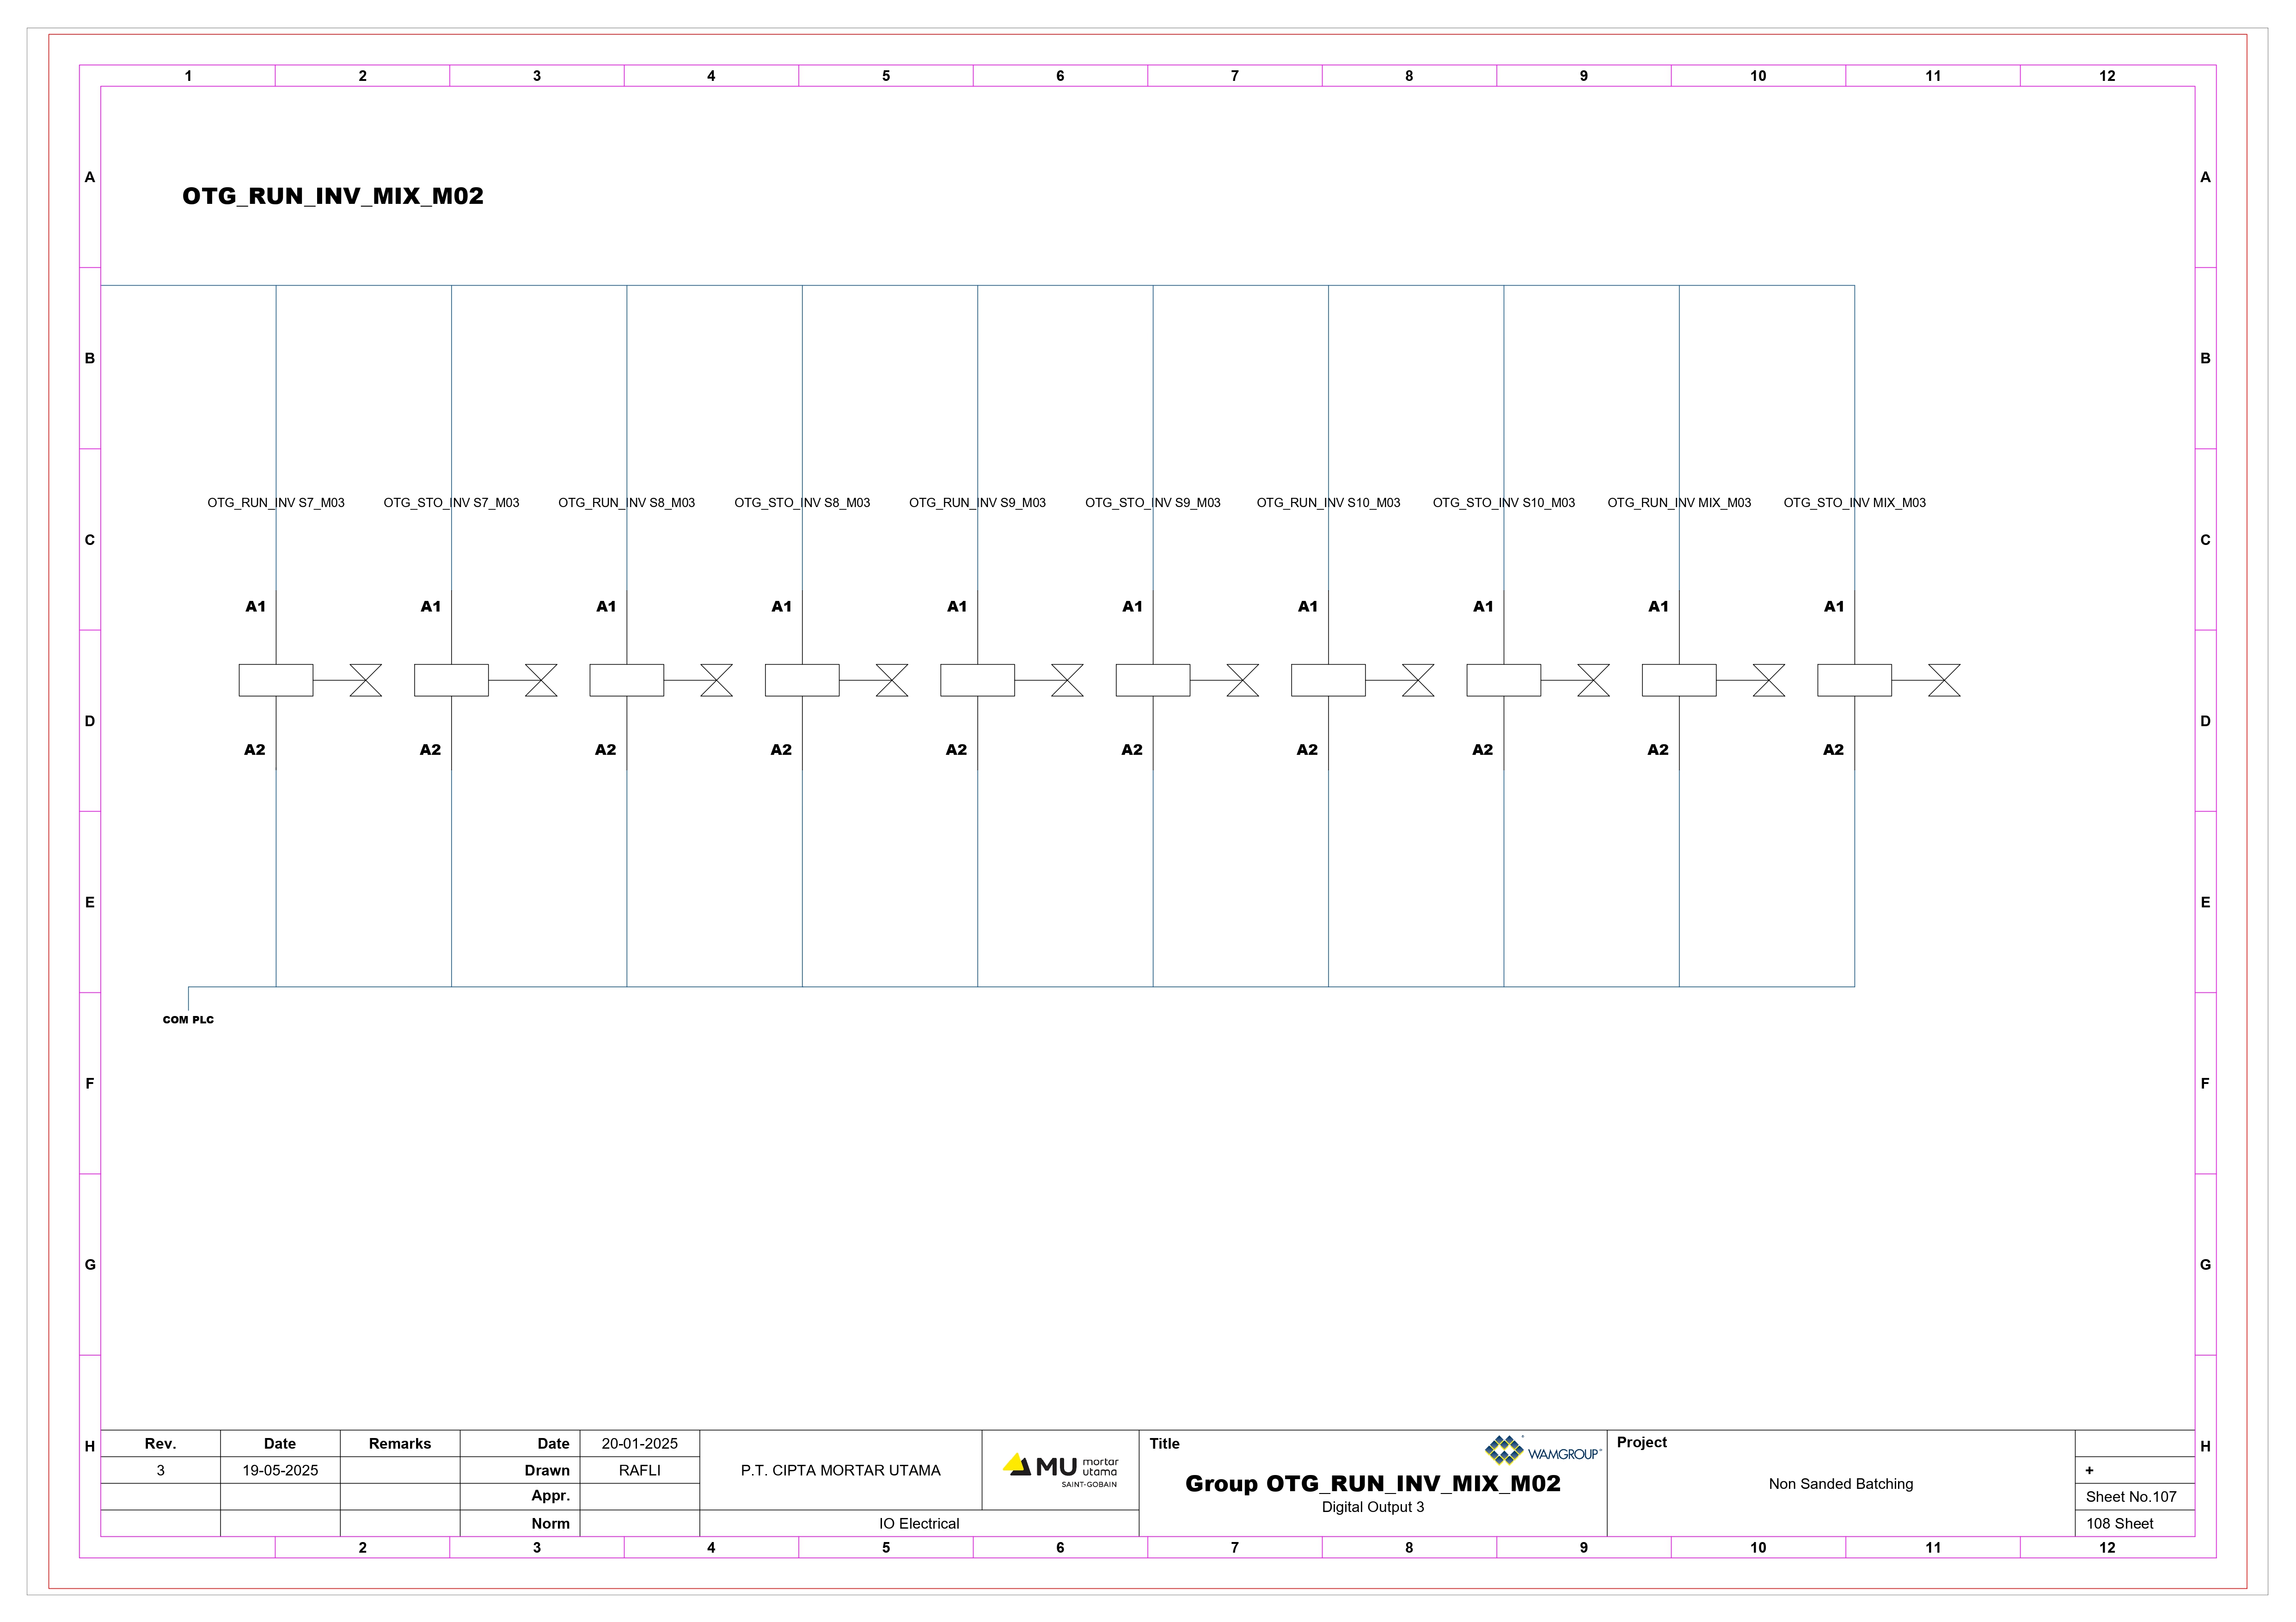 1 2 3 4 5 6 7 8 9 10 11 12
A A
OTG_RUN_INV_MIX_M02
B B
OTG_RUN_INV S7_M03 OTG_STO_INV S7_M03 OTG_RUN_INV S8_M03 OTG_STO_INV S8_M03 OTG_RUN_INV S9_M03 OTG_STO_INV S9_M03 OTG_RUN_INV S10_M03 OTG_STO_INV S10_M03 OTG_RUN_INV MIX_M03 OTG_STO_INV MIX_M03
C C
A1 A1 A1 A1 A1 A1 A1 A1 A1 A1
D D
A2 A2 A2 A2 A2 A2 A2 A2 A2 A2
E E
COM PLC
F F
G G
H H
Rev. Date Remarks Date 20-01-2025
3 19-05-2025 Drawn RAFLI
Appr.
Norm
P.T. CIPTA MORTAR UTAMA
MU mortar
utama
SAINT-GOBAIN
IO Electrical
Title
WAMGROUP
Group OTG_RUN_INV_MIX_M02
Digital Output 3
Project
Non Sanded Batching
+
Sheet No.107
108 Sheet
2 3 4 5 6 7 8 9 10 11 12